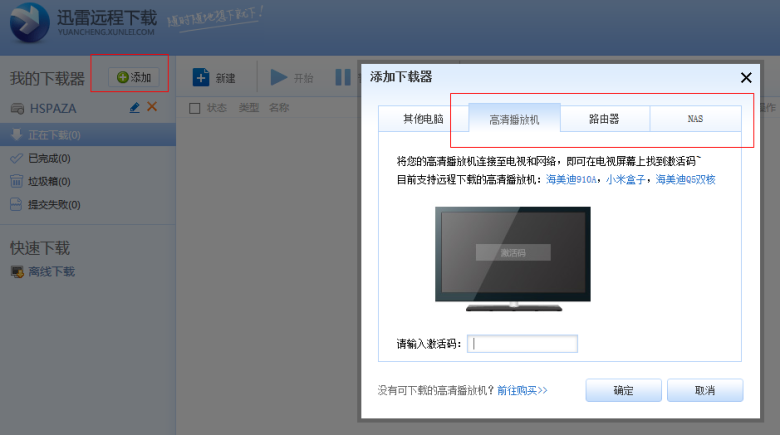 迅雷远程下载
YUANCHENG.XUNLEI.COM
随时随地想下就下!
我的下载器
添加
新建
开始
HSPAZA
状态 类型 名称
操作
正在下载(0)
已完成(0)
垃圾箱(0)
提交失败(0)
快速下载
离线下载
添加下载器
其他电脑 高清播放机 路由器 NAS
将您的高清播放机连接至电视和网络，即可在电视屏幕上找到激活码~
目前支持远程下载的高清播放机：海美迪910A，小米盒子，海美迪Q5双核
激活码
请输入激活码：
没有可下载的高清播放机？前往购买>>
确定 取消